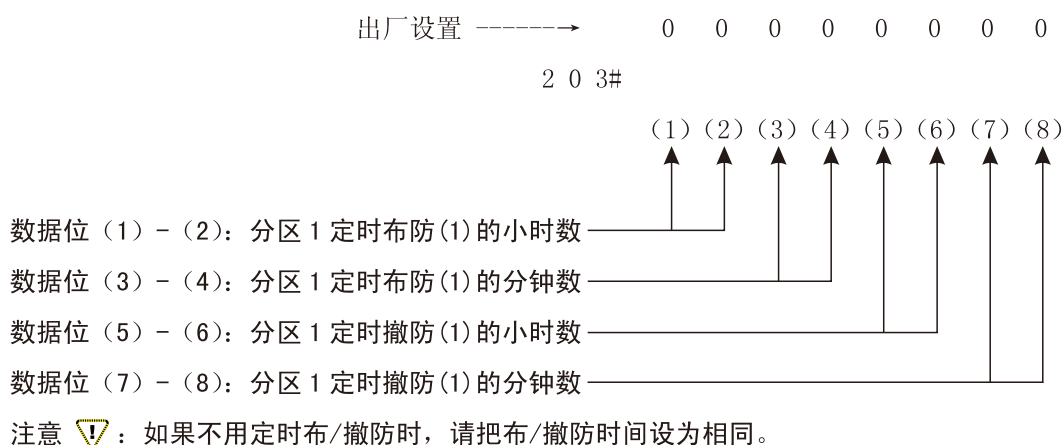 出厂设置 ------→ 0 0 0 0 0 0 0 0
2 0 3#
(1)(2)(3)(4)(5)(6)(7)(8)
数据位（1）-（2）：分区 1 定时布防(1)的小时数
数据位（3）-（4）：分区 1 定时布防(1)的分钟数
数据位（5）-（6）：分区 1 定时撤防(1)的小时数
数据位（7）-（8）：分区 1 定时撤防(1)的分钟数
注意 ！：如果不用定时布/撤防时，请把布/撤防时间设为相同。